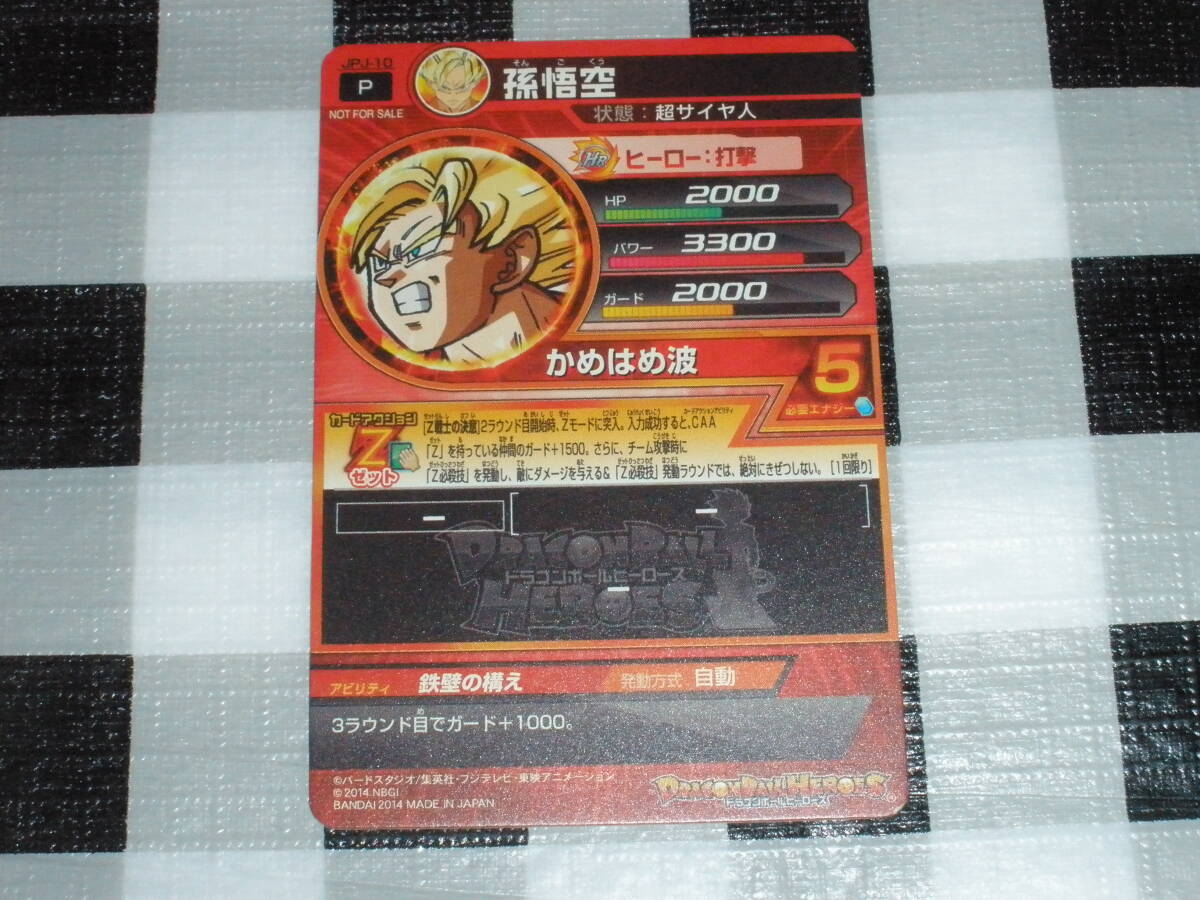 JPJ-10
P
NOT FOR SALE
そん ご くう
孫悟空
状態：超サイヤ人
HR ヒーロー：打撃
HP 2000
パワー 3300
ガード 2000
かめはめ波
5
必要エナジー
カードアクション
Z
ゼット
[Z戦士の決意]2ラウンド目開始時、Zモードに突入。入力成功すると、CAA
「Z」を持っている仲間のガード+1500。さらに、チーム攻撃時に
「Z必殺技」を発動し、敵にダメージを与える&「Z必殺技」発動ラウンドでは、絶対にきぜつしない。[1回限り]
ー
ー
DRAGON BALL
ドラゴンボールヒーローズ
ー
HEROES
アビリティ 鉄壁の構え 発動方式 自動
3ラウンド目でガード+1000。
©バードスタジオ/集英社・フジテレビ・東映アニメーション
© 2014 NBGI
BANDAI 2014 MADE IN JAPAN
DRAGON BALL HEROES
ドラゴンボールヒーローズ